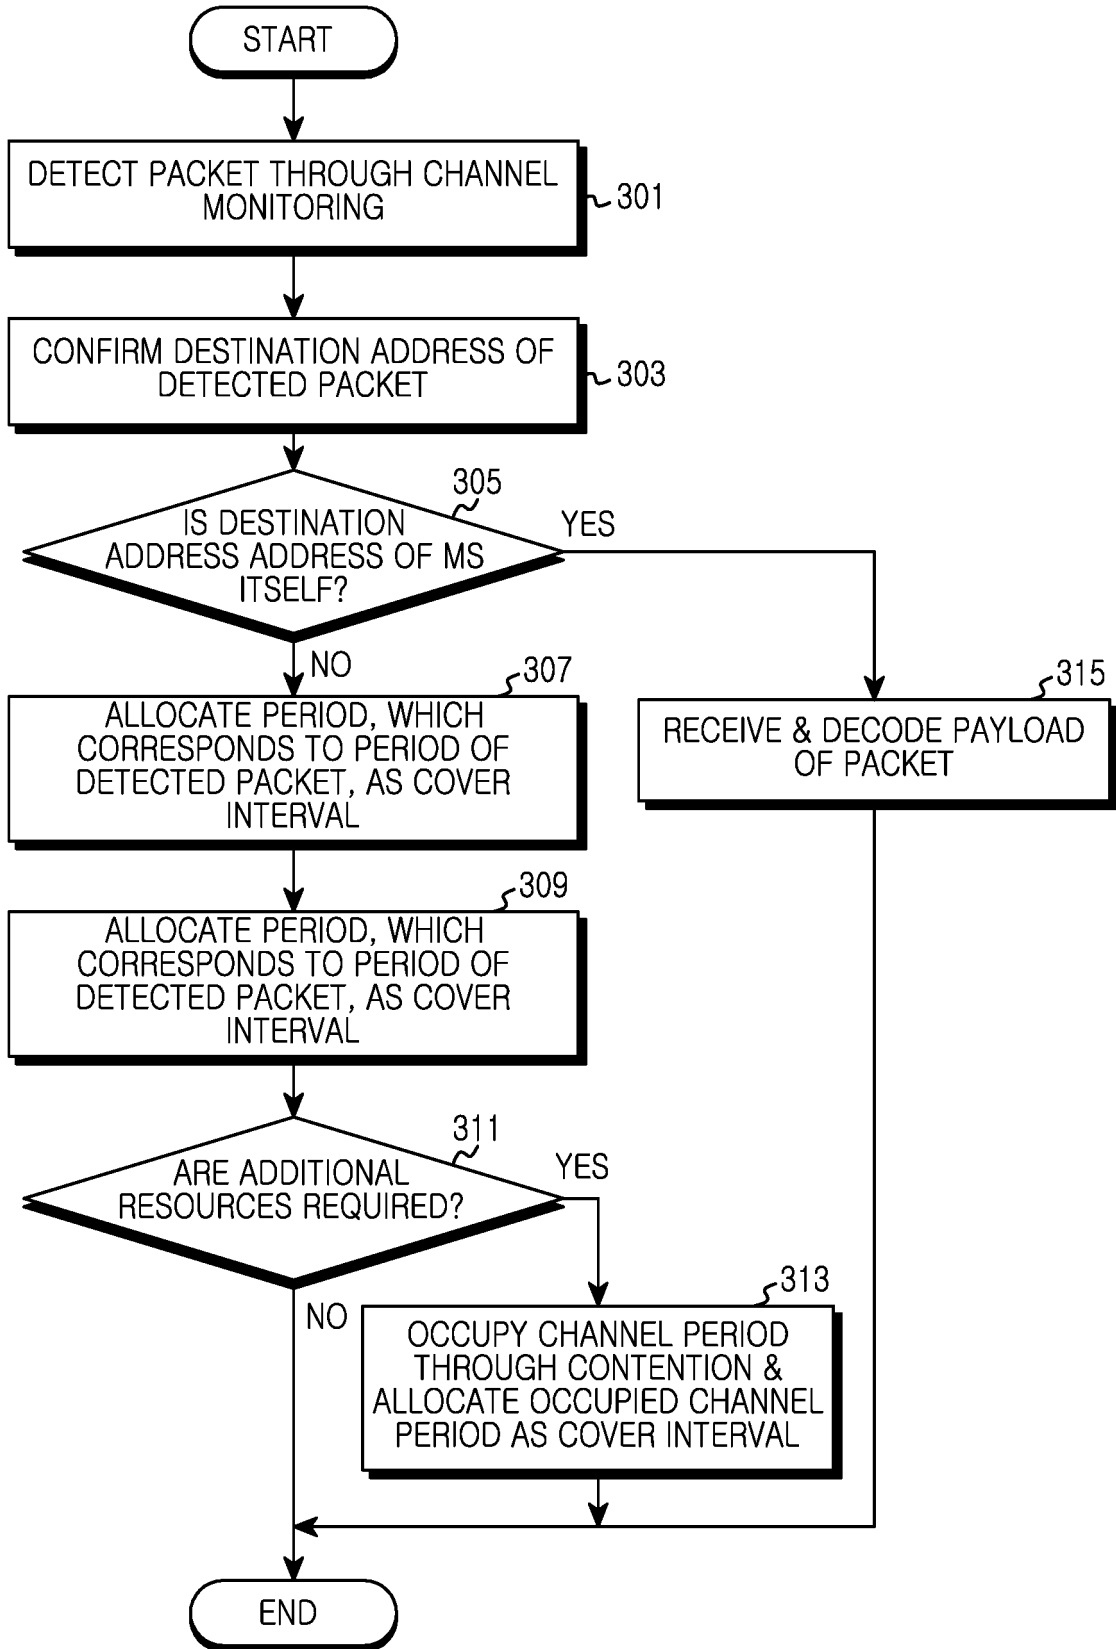 START
DETECT PACKET THROUGH CHANNEL
MONITORING
301
CONFIRM DESTINATION ADDRESS OF
DETECTED PACKET
303
305
IS DESTINATION
ADDRESS ADDRESS OF MS
ITSELF?
YES
NO
307
ALLOCATE PERIOD, WHICH
CORRESPONDS TO PERIOD OF
DETECTED PACKET, AS COVER
INTERVAL
315
RECEIVE & DECODE PAYLOAD
OF PACKET
309
ALLOCATE PERIOD, WHICH
CORRESPONDS TO PERIOD OF
DETECTED PACKET, AS COVER
INTERVAL
311
ARE ADDITIONAL
RESOURCES REQUIRED?
YES
NO
313
OCCUPY CHANNEL PERIOD
THROUGH CONTENTION &
ALLOCATE OCCUPIED CHANNEL
PERIOD AS COVER INTERVAL
END